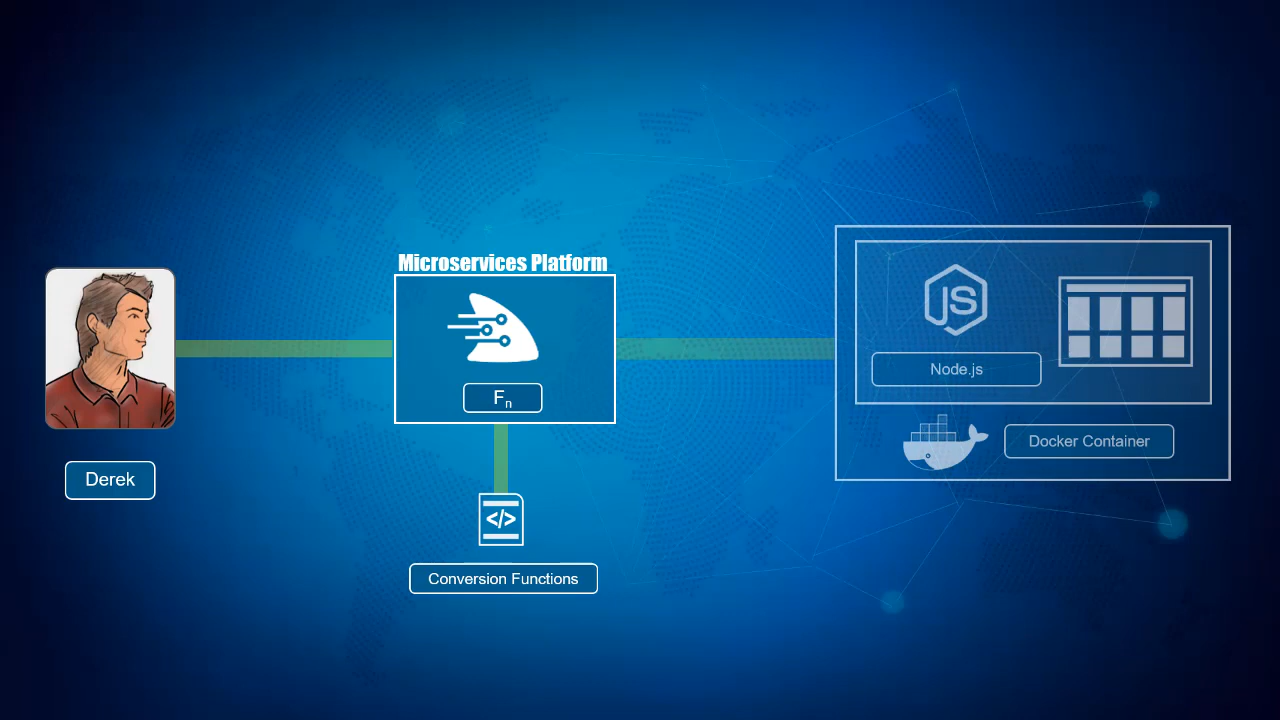 Microservices Platform
Fn
Derek
</>
Conversion Functions
JS
Node.js
Docker Container